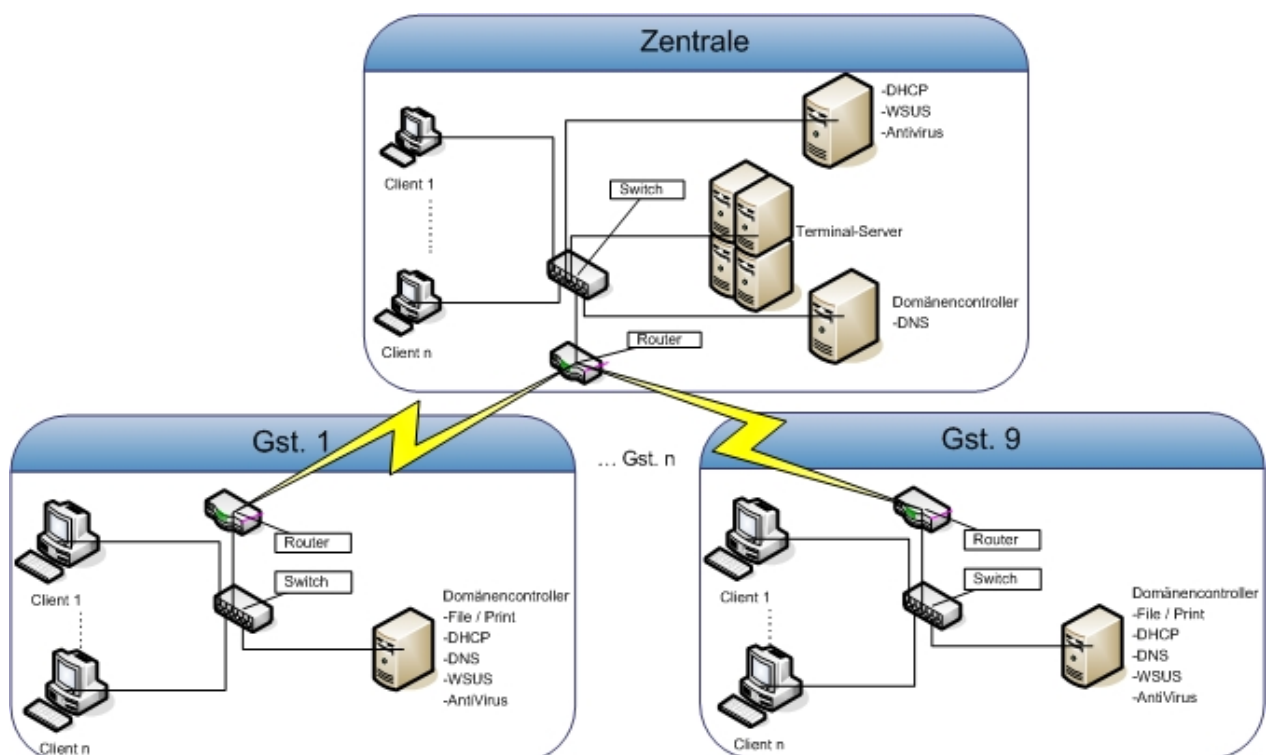 Zentrale
-DHCP
-WSUS
-Antivirus
Client 1
Switch
Terminal-Server
Client n
Domänencontroller
-DNS
Router
Gst. 1
... Gst. n
Gst. 9
Router
Switch
Client 1
Domänencontroller
-File / Print
-DHCP
-DNS
-WSUS
-AntiVirus
Client n
Router
Switch
Client 1
Domänencontroller
-File / Print
-DHCP
-DNS
-WSUS
-AntiVirus
Client n